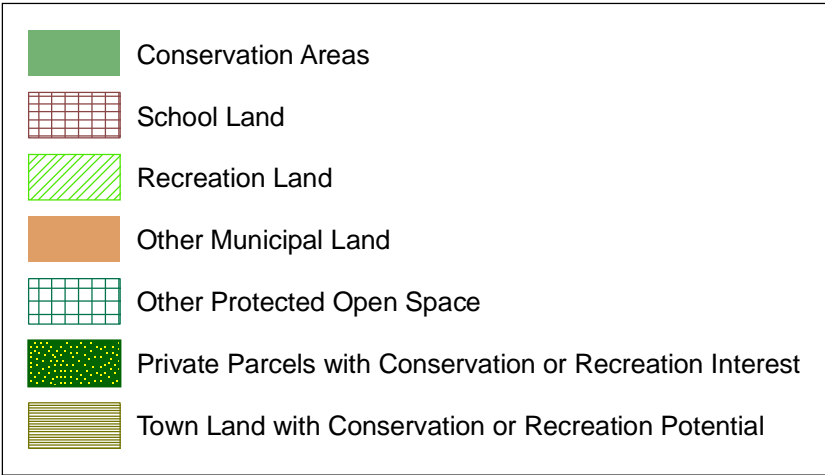 Conservation Areas
School Land
Recreation Land
Other Municipal Land
Other Protected Open Space
Private Parcels with Conservation or Recreation Interest
Town Land with Conservation or Recreation Potential